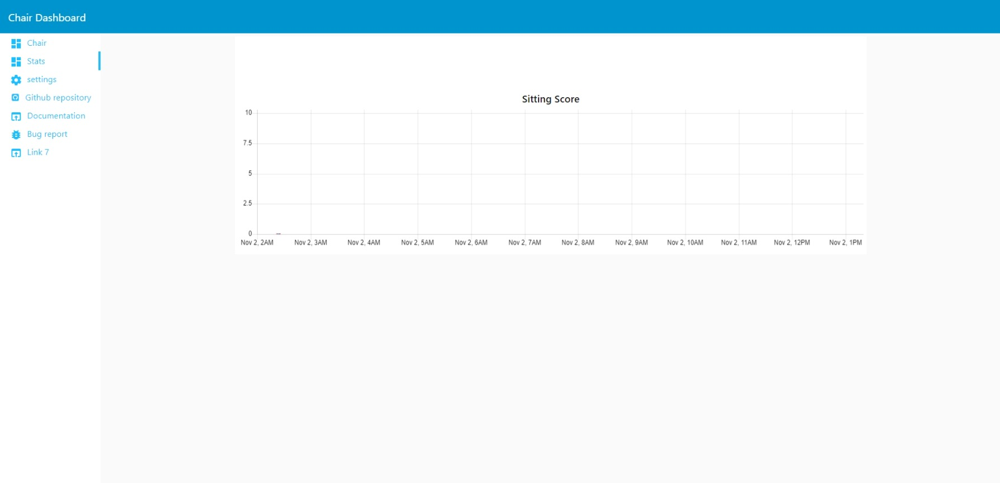 Chair Dashboard
Chair
Stats
settings
Github repository
Documentation
Bug report
Link 7
Sitting Score
10
7.5
5
2.5
0
Nov 2, 2AM Nov 2, 3AM Nov 2, 4AM Nov 2, 5AM Nov 2, 6AM Nov 2, 7AM Nov 2, 8AM Nov 2, 9AM Nov 2, 10AM Nov 2, 11AM Nov 2, 12PM Nov 2, 1PM